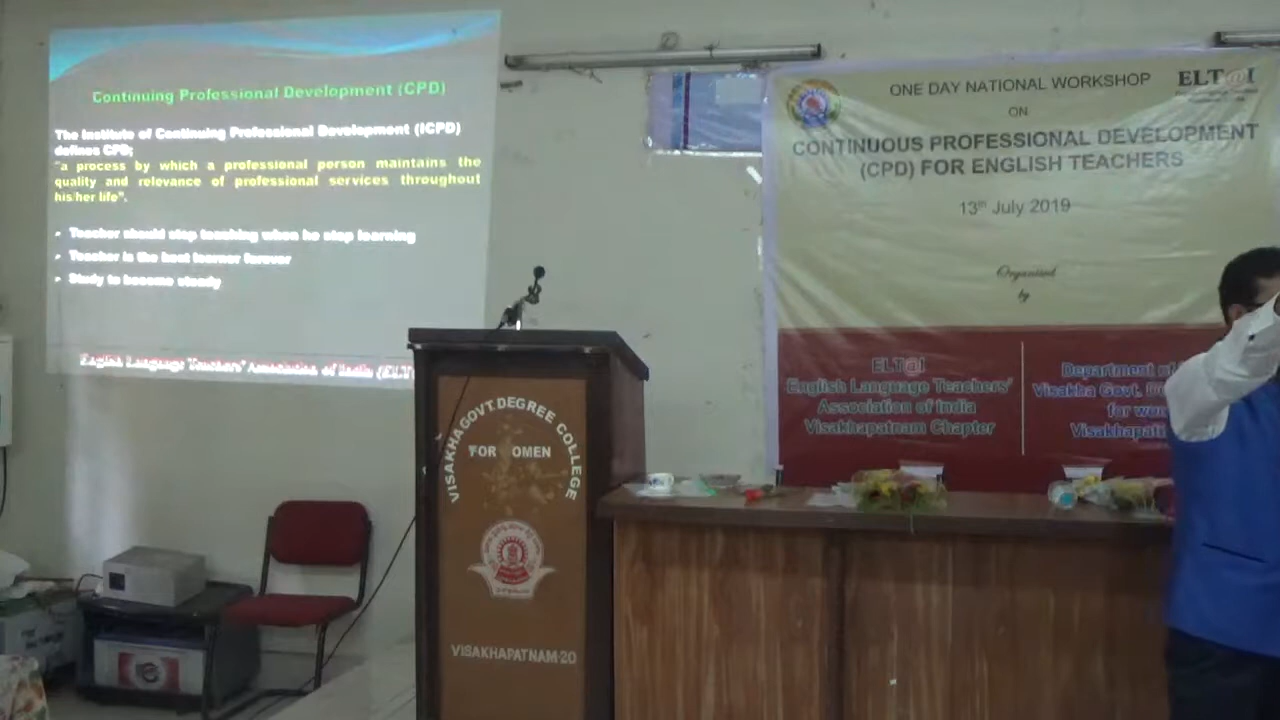 Continuing Professional Development (CPD)
The Institute of Continuing Professional Development (ICPD)
defines CPD;
"a process by which a professional person maintains the
quality and relevance of professional services throughout
his/her life".
Teacher should stop teaching when he stop learning
Teacher is the best learner forever
Study to become steady
English Language Teachers' Association of India (ELT
ONE DAY NATIONAL WORKSHOP
ELT@I
ON
CONTINUOUS PROFESSIONAL DEVELOPMENT
(CPD) FOR ENGLISH TEACHERS
13th July 2019
Organised
by
ELT@i
English Language Teachers'
Association of India
Visakhapatnam Chapter
Department of
Visakha Govt.
for
VISAKHA GOVT. DEGREE COLLEGE
FOR OMEN
VISAKHAPATNAM-20